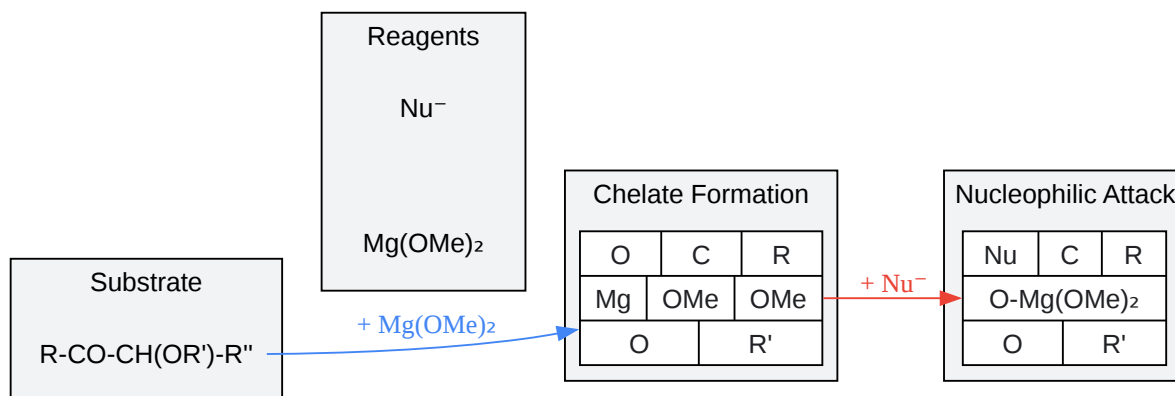 Reagents
Nu⁻
Mg(OMe)₂
Substrate
R-CO-CH(OR')-R''
+ Mg(OMe)₂
Chelate Formation
O C R
Mg OMe OMe
O R'
+ Nu⁻
Nucleophilic Attack
Nu C R
O-Mg(OMe)₂
O R'